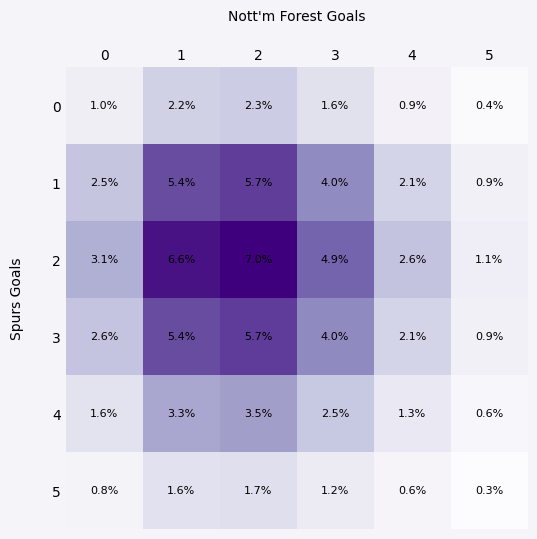 Nott'm Forest Goals
0 1 2 3 4 5
0 1.0% 2.2% 2.3% 1.6% 0.9% 0.4%
1 2.5% 5.4% 5.7% 4.0% 2.1% 0.9%
2 3.1% 6.6% 7.0% 4.9% 2.6% 1.1%
3 2.6% 5.4% 5.7% 4.0% 2.1% 0.9%
4 1.6% 3.3% 3.5% 2.5% 1.3% 0.6%
5 0.8% 1.6% 1.7% 1.2% 0.6% 0.3%
Spurs Goals